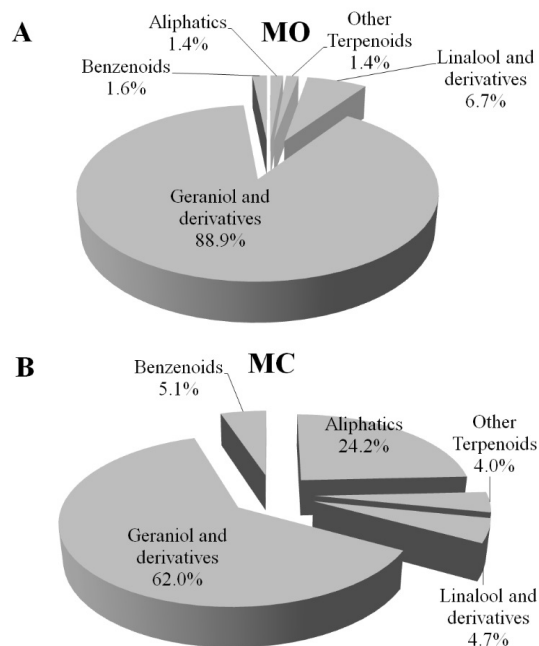 A
MO
Aliphatics
1.4%
Other
Terpenoids
1.4%
Benzenoids
1.6%
Linalool and
derivatives
6.7%
Geraniol and
derivatives
88.9%
B
MC
Benzenoids
5.1%
Aliphatics
24.2%
Other
Terpenoids
4.0%
Geraniol and
derivatives
62.0%
Linalool and
derivatives
4.7%